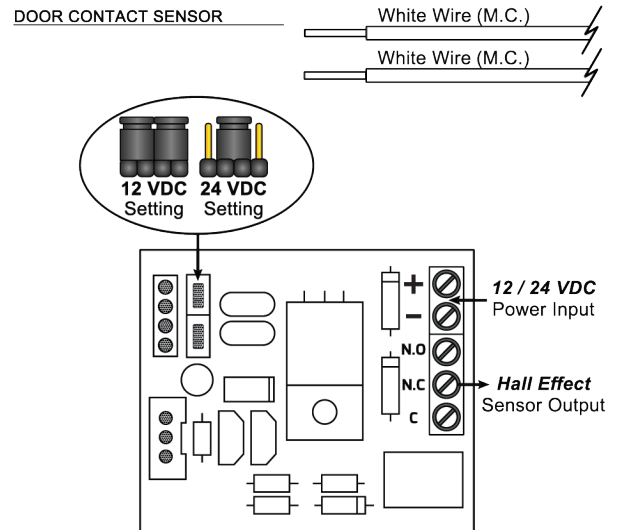 DOOR CONTACT SENSOR
White Wire (M.C.)
White Wire (M.C.)
12 VDC 24 VDC
Setting Setting
+
12 / 24 VDC
Power Input
−
N.O
N.C
Hall Effect
Sensor Output
C